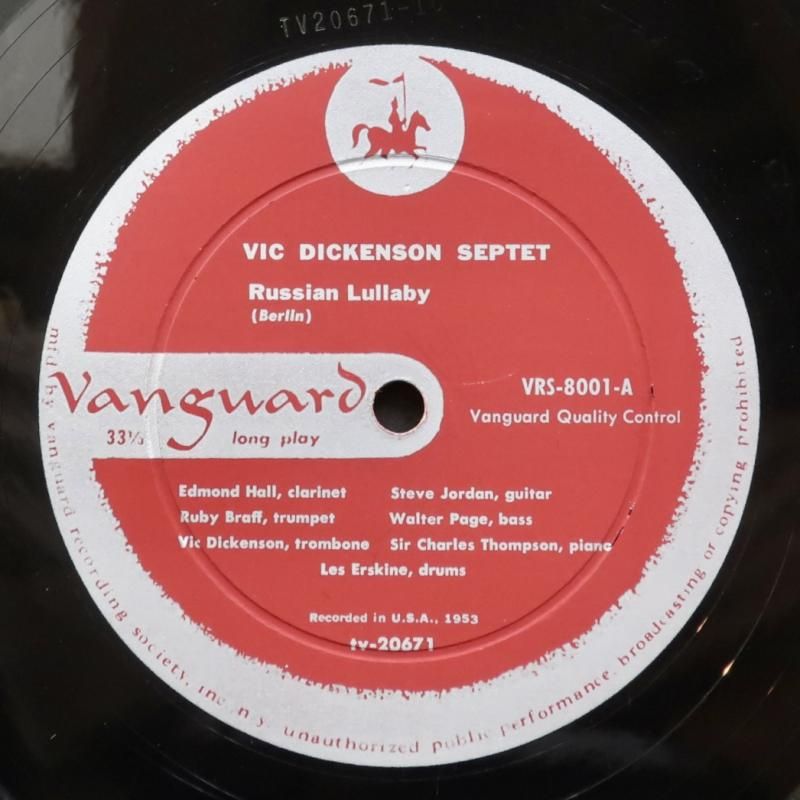 TV20671-1
VIC DICKENSON SEPTET
Russian Lullaby
(Berlin)
Vanguard
33⅓ long play
VRS-8001-A
Vanguard Quality Control
Edmond Hall, clarinet Steve Jordan, guitar
Ruby Braff, trumpet Walter Page, bass
Vic Dickenson, trombone Sir Charles Thompson, piano
Les Erskine, drums
Recorded in U.S.A., 1953
tv-20671
mfd by vanguard recording society, inc. n.y. unauthorized public performance, broadcasting or copying prohibited